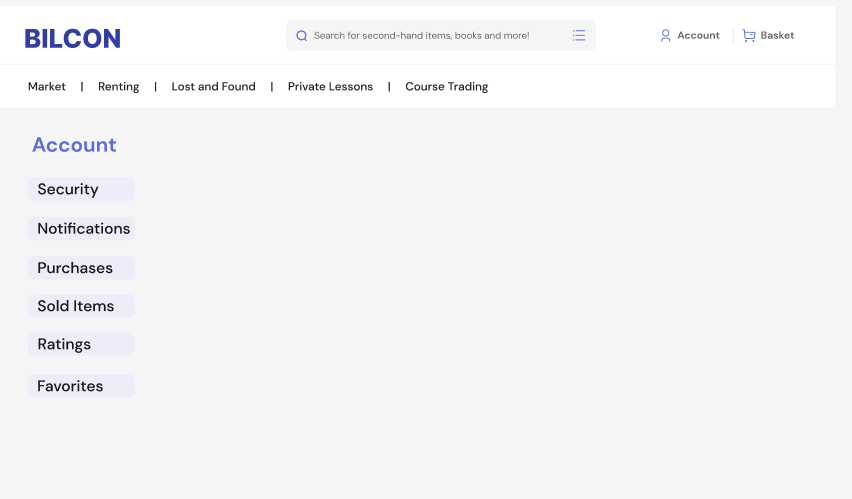 BILCON
Search for second-hand items, books and more!
Account
Basket
Market | Renting | Lost and Found | Private Lessons | Course Trading
Account
Security
Notifications
Purchases
Sold Items
Ratings
Favorites